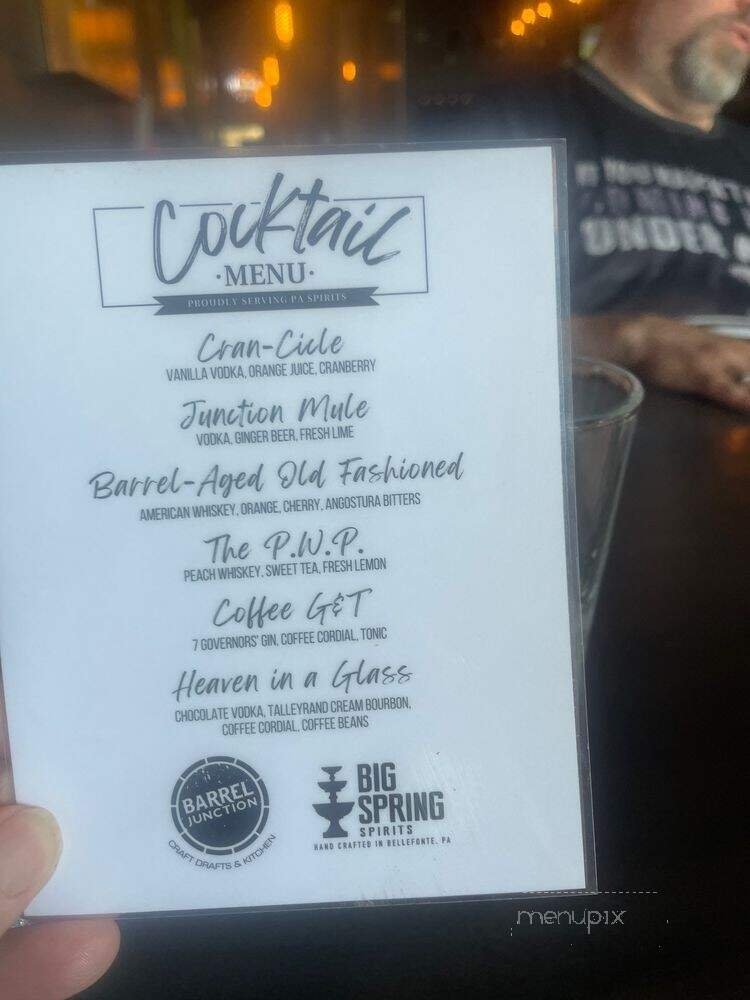 Cocktail
·MENU·
PROUDLY SERVING PA SPIRITS
Cran-Cicle
VANILLA VODKA, ORANGE JUICE, CRANBERRY
Junction Mule
VODKA, GINGER BEER, FRESH LIME
Barrel-Aged Old Fashioned
AMERICAN WHISKEY, ORANGE, CHERRY, ANGOSTURA BITTERS
The P.W.P.
PEACH WHISKEY, SWEET TEA, FRESH LEMON
Coffee G&T
7 GOVERNORS' GIN, COFFEE CORDIAL, TONIC
Heaven in a Glass
CHOCOLATE VODKA, TALLEYRAND CREAM BOURBON,
COFFEE CORDIAL, COFFEE BEANS
BARREL
JUNCTION
CRAFT DRAFTS & KITCHEN
BIG
SPRING
SPIRITS
HAND CRAFTED IN BELLEFONTE, PA
UNDER
menupix